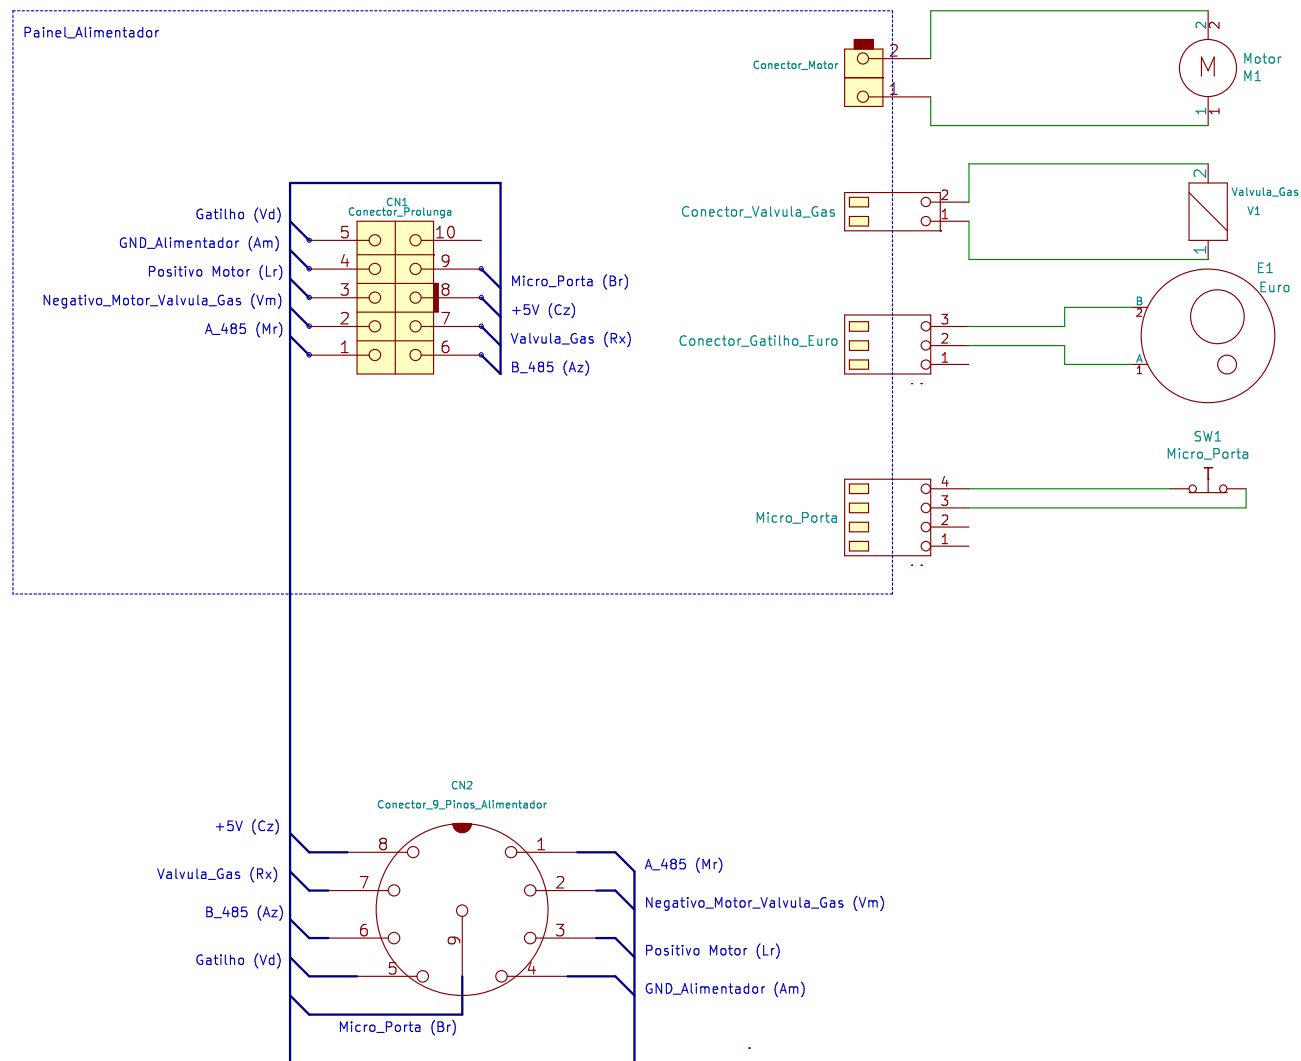 Painel_Alimentador
Conector_Motor
2
1
2
2
M
1
1
Motor
M1
Conector_Valvula_Gas
2
1
2
1
Valvula_Gas
V1
CN1
Conector_Prolunga
Gatilho (Vd)
GND_Alimentador (Am)
Positivo Motor (Lr)
Negativo_Motor_Valvula_Gas (Vm)
A_485 (Mr)
5
4
3
2
1
10
9
8
7
6
Micro_Porta (Br)
+5V (Cz)
Valvula_Gas (Rx)
B_485 (Az)
Conector_Gatilho_Euro
3
2
1
E1
Euro
B
2
A
1
SW1
Micro_Porta
Micro_Porta
4
3
2
1
CN2
Conector_9_Pinos_Alimentador
+5V (Cz)
Valvula_Gas (Rx)
B_485 (Az)
Gatilho (Vd)
Micro_Porta (Br)
8
7
6
5
9
1
2
3
4
A_485 (Mr)
Negativo_Motor_Valvula_Gas (Vm)
Positivo Motor (Lr)
GND_Alimentador (Am)